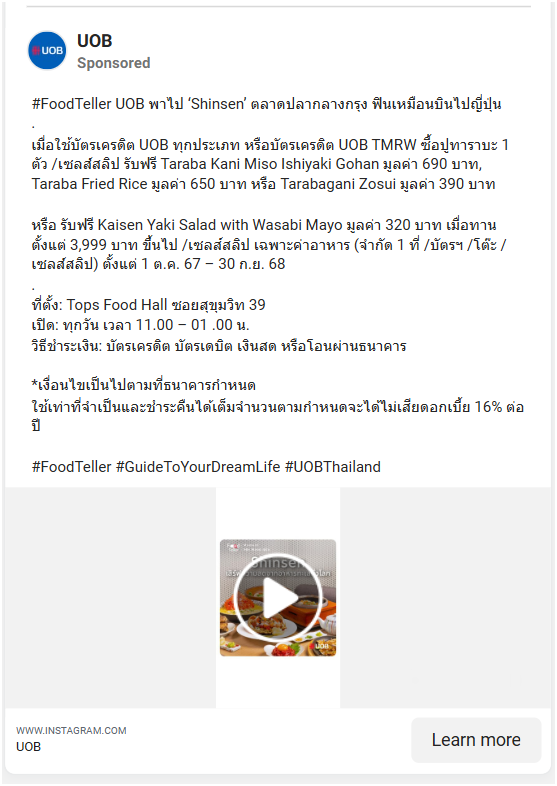 UOB
UOB
Sponsored
#FoodTeller UOB พาไป ‘Shinsen’ ตลาดปลากลางกรุง ฟินเหมือนบินไปญี่ปุ่น
.
เมื่อใช้บัตรเครดิต UOB ทุกประเภท หรือบัตรเครดิต UOB TMRW ซื้อปูทาราบะ 1
ตัว /เซลส์สลิป รับฟรี Taraba Kani Miso Ishiyaki Gohan มูลค่า 690 บาท,
Taraba Fried Rice มูลค่า 650 บาท หรือ Tarabagani Zosui มูลค่า 390 บาท
หรือ รับฟรี Kaisen Yaki Salad with Wasabi Mayo มูลค่า 320 บาท เมื่อทาน
ตั้งแต่ 3,999 บาท ขึ้นไป /เซลส์สลิป เฉพาะค่าอาหาร (จำกัด 1 ที่ /บัตรฯ /โต๊ะ /
เซลส์สลิป) ตั้งแต่ 1 ต.ค. 67 – 30 ก.ย. 68
.
ที่ตั้ง: Tops Food Hall ซอยสุขุมวิท 39
เปิด: ทุกวัน เวลา 11.00 – 01 .00 น.
วิธีชำระเงิน: บัตรเครดิต บัตรเดบิต เงินสด หรือโอนผ่านธนาคาร
*เงื่อนไขเป็นไปตามที่ธนาคารกำหนด
ใช้เท่าที่จำเป็นและชำระคืนได้เต็มจำนวนตามกำหนดจะได้ไม่เสียดอกเบี้ย 16% ต่อ
ปี
#FoodTeller #GuideToYourDreamLife #UOBThailand
Shinsen
UOB
WWW.INSTAGRAM.COM
UOB
Learn more